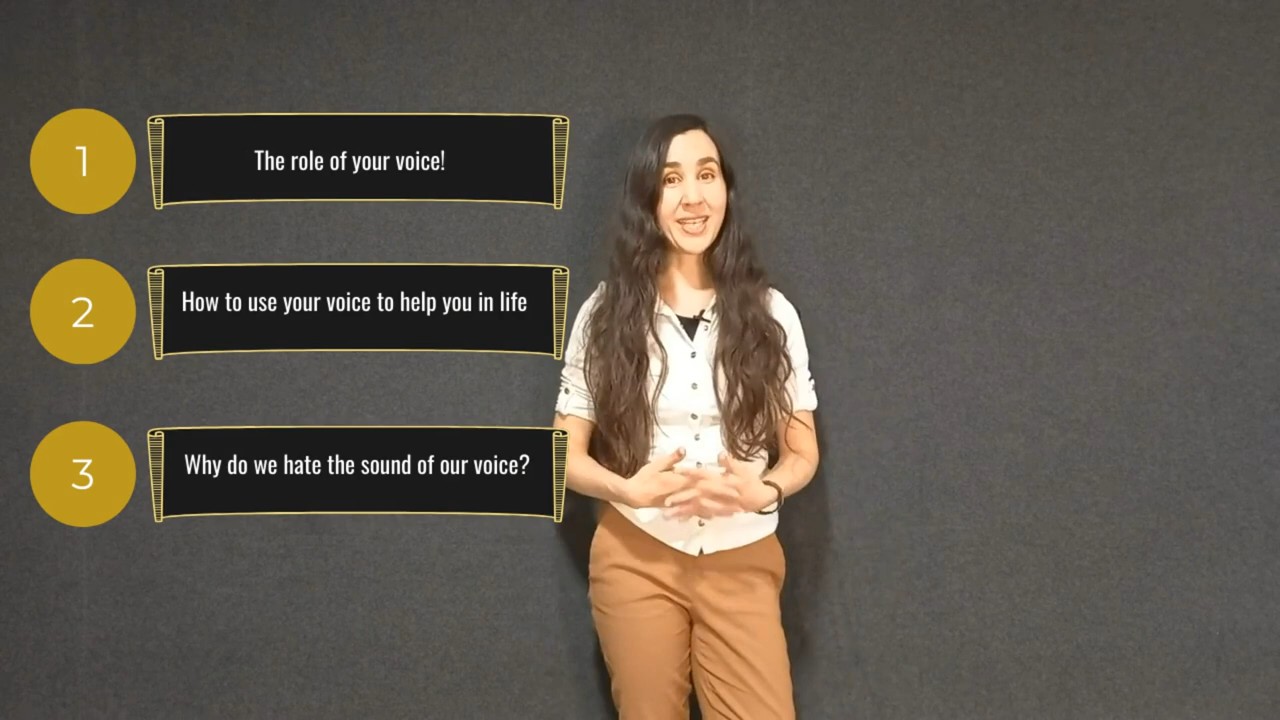 1
The role of your voice!
2
How to use your voice to help you in life
3
Why do we hate the sound of our voice?